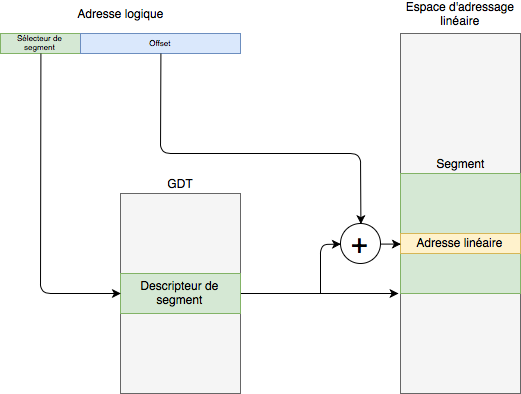 Adresse logique
Espace d'adressage
linéaire
Sélecteur de
segment
Offset
Segment
GDT
+
Adresse linéaire
Descripteur de
segment